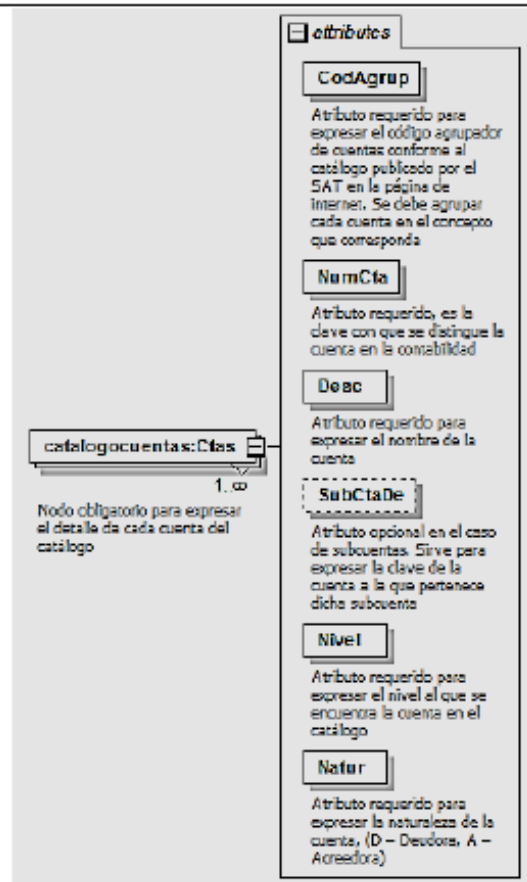 attributes
CodAgrup
Atributo requerido para
expresar el código agrupador
de cuentas conforme al
catálogo publicado por el
SAT en la página de
internet. Se debe agrupar
cada cuenta en el concepto
que corresponda
NumCta
Atributo requerido, es la
clave con que se distingue la
cuenta en la contabilidad
Desc
Atributo requerido para
expresar el nombre de la
cuenta
catalogocuentas:Ctas
1..∞
Nodo obligatorio para expresar
el detalle de cada cuenta del
catálogo
SubCtaDe
Atributo opcional en el caso
de subcuentas. Sirve para
expresar la clave de la
cuenta a la que pertenece
dicha subcuenta
Nivel
Atributo requerido para
expresar el nivel al que se
encuentra la cuenta en el
catálogo
Natur
Atributo requerido para
expresar la naturaleza de la
cuenta, (D – Deudora, A –
Acreedora)